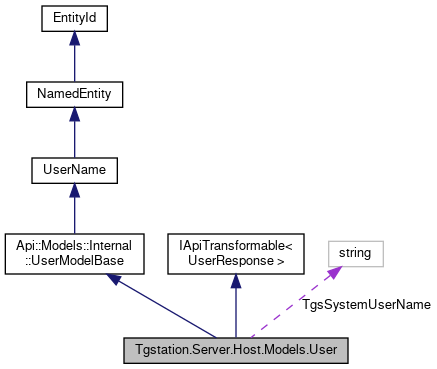 EntityId
NamedEntity
UserName
Api::Models::Internal
::UserModelBase
IApiTransformable<
UserResponse >
string
TgsSystemUserName
Tgstation.Server.Host.Models.User